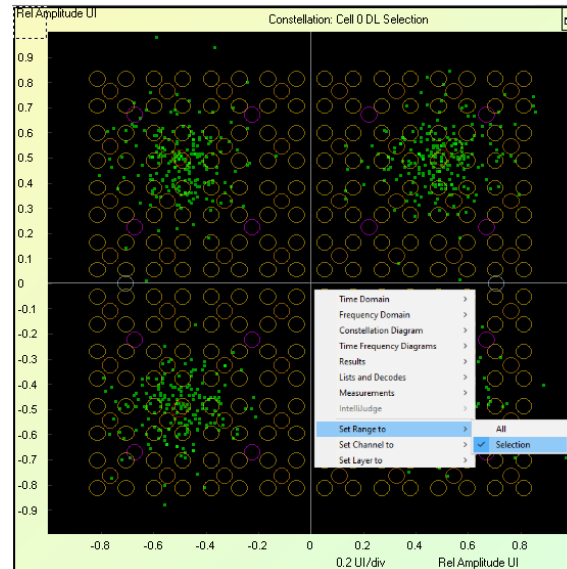 Rel Amplitude UI
Constellation: Cell 0 DL Selection
0.9
0.8
0.7
0.6
0.5
0.4
0.3
0.2
0.1
0
-0.1
-0.2
-0.3
-0.4
-0.5
-0.6
-0.7
-0.8
-0.9
Time Domain >
Frequency Domain >
Constellation Diagram >
Time Frequency Diagrams >
Results >
Lists and Decodes >
Measurements >
IntelliJudge >
Set Range to >
Set Channel to >
Set Layer to >
All
✓ Selection
-0.8 -0.6 -0.4 -0.2 0 0.2 0.4 0.6 0.8
0.2 UI/div Rel Amplitude UI